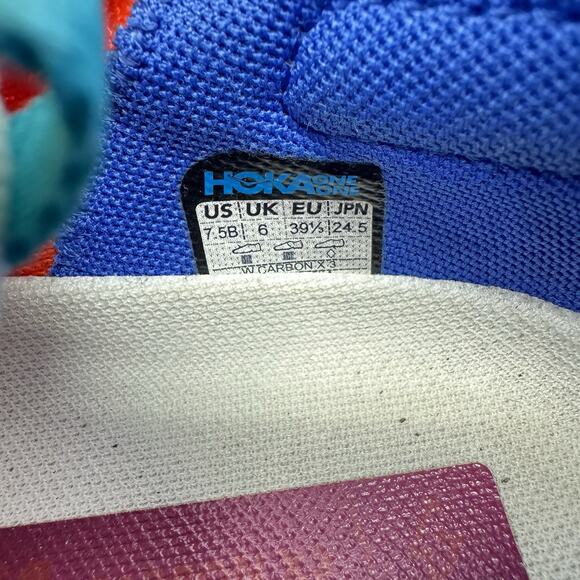 HOKA ONE ONE
US UK EU JPN
7.5B 6 39⅓ 24.5
W CARBON X 3